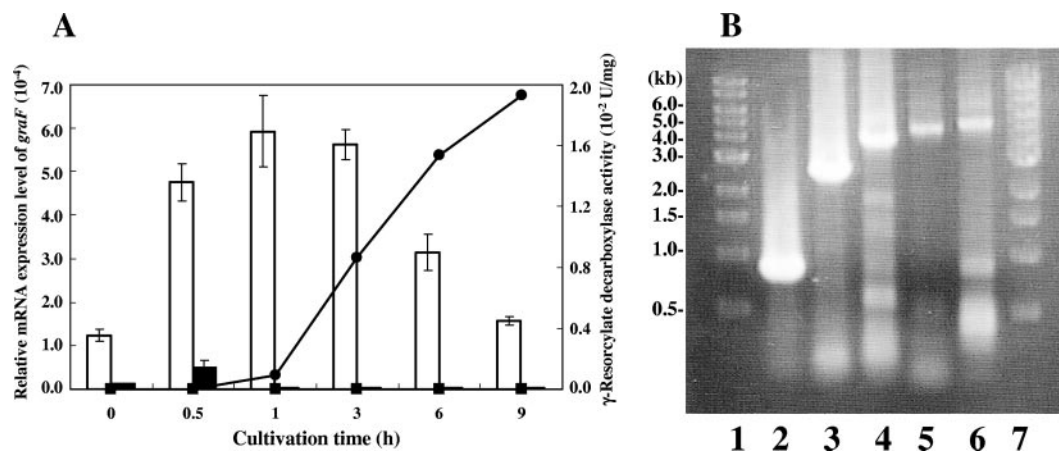 A
B
Relative mRNA expression level of graF (10⁻⁴)
7.0
6.0
5.0
4.0
3.0
2.0
1.0
0.0
2.0
1.6
1.2
0.8
0.4
0.0
γ-Resorcylate decarboxylase activity (10⁻² U/mg)
0 0.5 1 3 6 9
Cultivation time (h)
(kb)
6.0-
5.0-
4.0-
3.0-
2.0-
1.5-
1.0-
0.5-
1 2 3 4 5 6 7